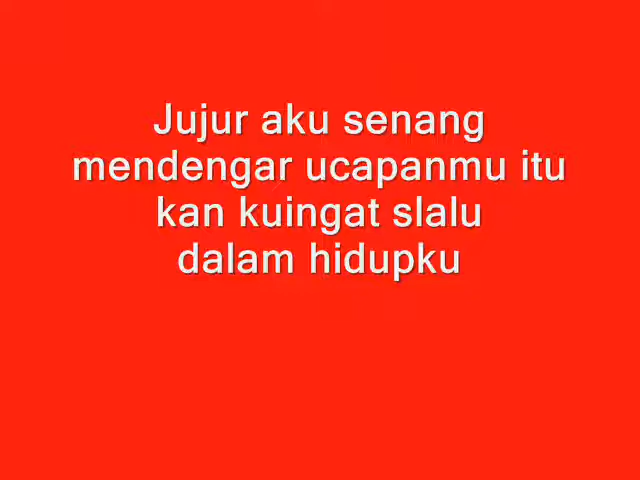 Jujur aku senang
mendengar ucapanmu itu
kan kuingat slalu
dalam hidupku